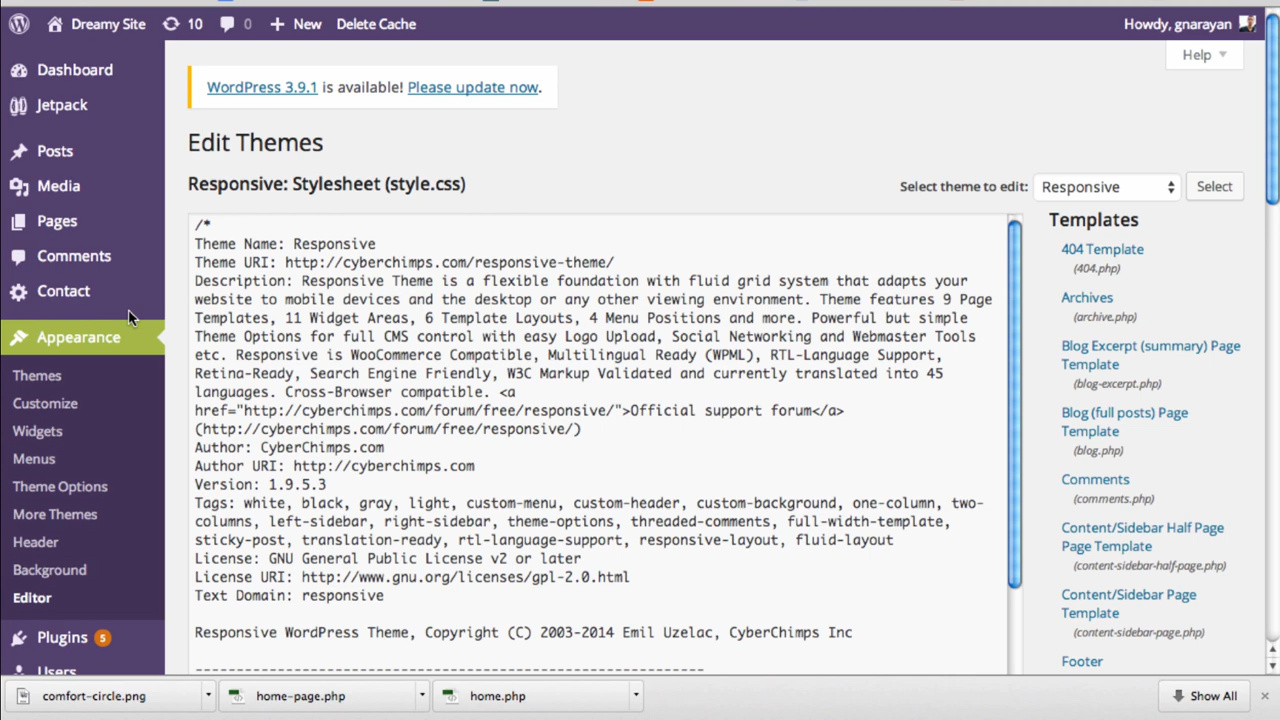 Dreamy Site 10 0 New Delete Cache Howdy, gnarayan
Help
Dashboard
Jetpack
Posts
Media
Pages
Comments
Contact
Appearance
Themes
Customize
Widgets
Menus
Theme Options
More Themes
Header
Background
Editor
Plugins 5
Users
WordPress 3.9.1 is available! Please update now.
Edit Themes
Responsive: Stylesheet (style.css)
Select theme to edit: Responsive Select
/*
Theme Name: Responsive
Theme URI: http://cyberchimps.com/responsive-theme/
Description: Responsive Theme is a flexible foundation with fluid grid system that adapts your
website to mobile devices and the desktop or any other viewing environment. Theme features 9 Page
Templates, 11 Widget Areas, 6 Template Layouts, 4 Menu Positions and more. Powerful but simple
Theme Options for full CMS control with easy Logo Upload, Social Networking and Webmaster Tools
etc. Responsive is WooCommerce Compatible, Multilingual Ready (WPML), RTL-Language Support,
Retina-Ready, Search Engine Friendly, W3C Markup Validated and currently translated into 45
languages. Cross-Browser compatible. <a
href="http://cyberchimps.com/forum/free/responsive/">Official support forum</a>
(http://cyberchimps.com/forum/free/responsive/)
Author: CyberChimps.com
Author URI: http://cyberchimps.com
Version: 1.9.5.3
Tags: white, black, gray, light, custom-menu, custom-header, custom-background, one-column, two-
columns, left-sidebar, right-sidebar, theme-options, threaded-comments, full-width-template,
sticky-post, translation-ready, rtl-language-support, responsive-layout, fluid-layout
License: GNU General Public License v2 or later
License URI: http://www.gnu.org/licenses/gpl-2.0.html
Text Domain: responsive
Responsive WordPress Theme, Copyright (C) 2003-2014 Emil Uzelac, CyberChimps Inc
--------------------------------------------------------------
Templates
404 Template
(404.php)
Archives
(archive.php)
Blog Excerpt (summary) Page
Template
(blog-excerpt.php)
Blog (full posts) Page
Template
(blog.php)
Comments
(comments.php)
Content/Sidebar Half Page
Page Template
(content-sidebar-half-page.php)
Content/Sidebar Page
Template
(content-sidebar-page.php)
Footer
comfort-circle.png home-page.php home.php Show All